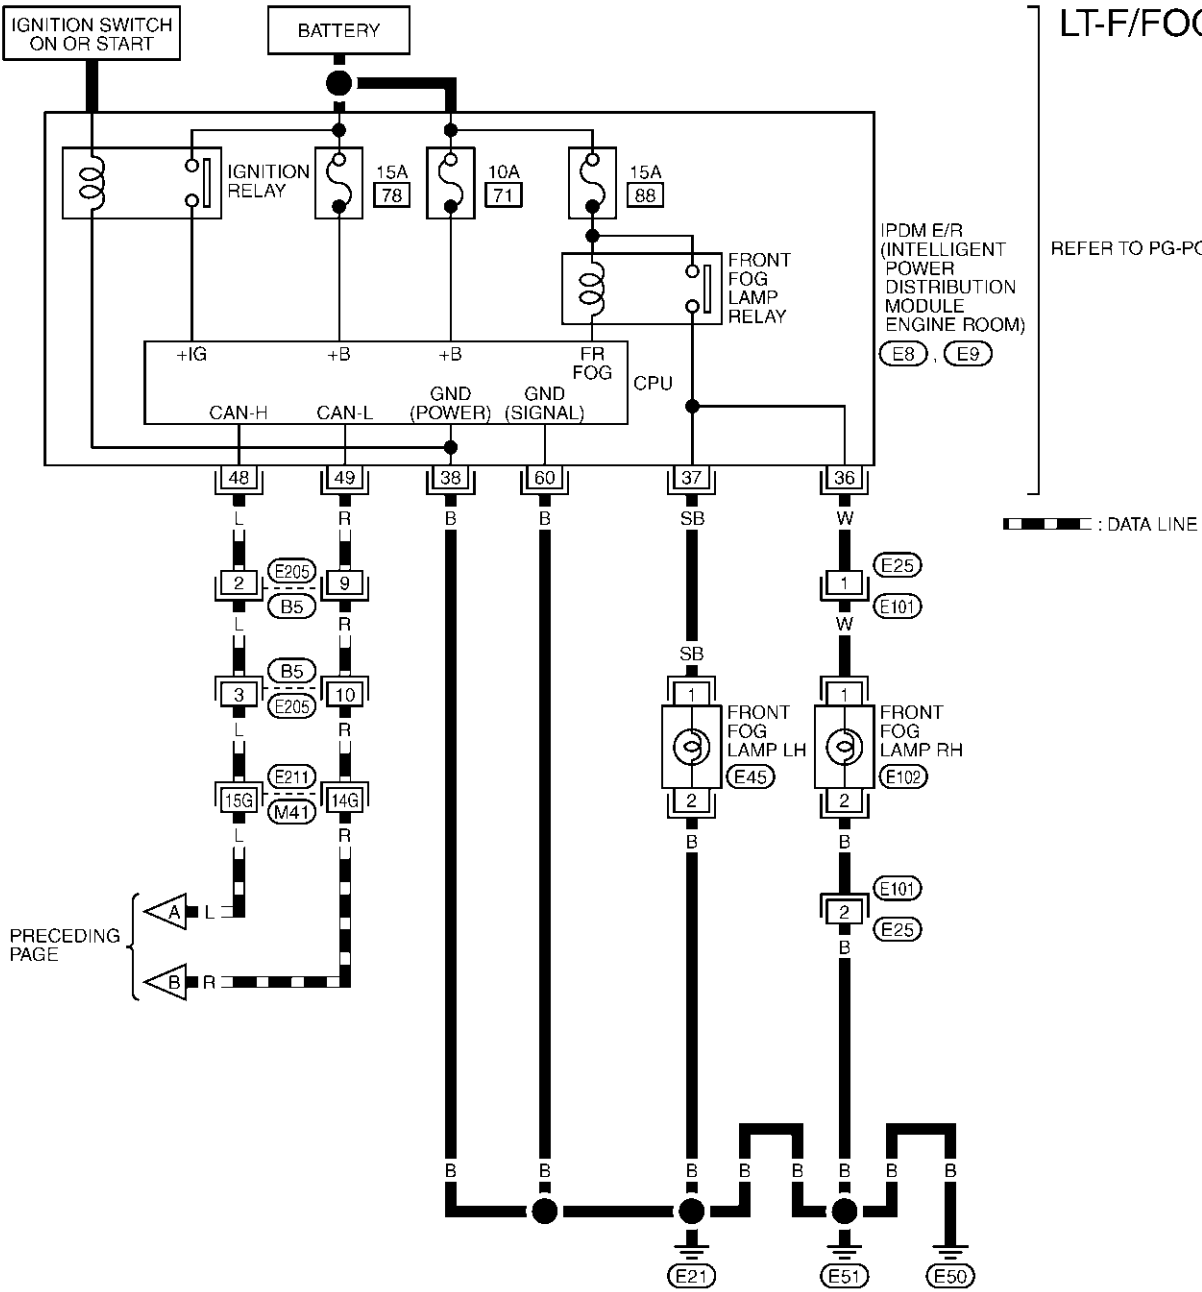 IGNITION SWITCH
ON OR START
BATTERY
LT-F/FOG
IGNITION
RELAY
15A
78
10A
71
15A
88
IPDM E/R
(INTELLIGENT
POWER
DISTRIBUTION
MODULE
ENGINE ROOM)
E8 , E9
REFER TO PG-PO
FRONT
FOG
LAMP
RELAY
+IG
+B
+B
FR
FOG
CPU
CAN-H
CAN-L
GND
(POWER)
GND
(SIGNAL)
48 49 38 60 37 36
L R B B SB W
: DATA LINE
2 E205 9
B5
1 E25
E101
L R W
SB
3 B5 10
E205
1 1
L R
FRONT
FOG
LAMP LH
E45
FRONT
FOG
LAMP RH
E102
15G E211 14G
M41
2 2
L R B B
E101
2
E25
B
PRECEDING
PAGE
A L
B R
B B B B B B B B
E21 E51 E50